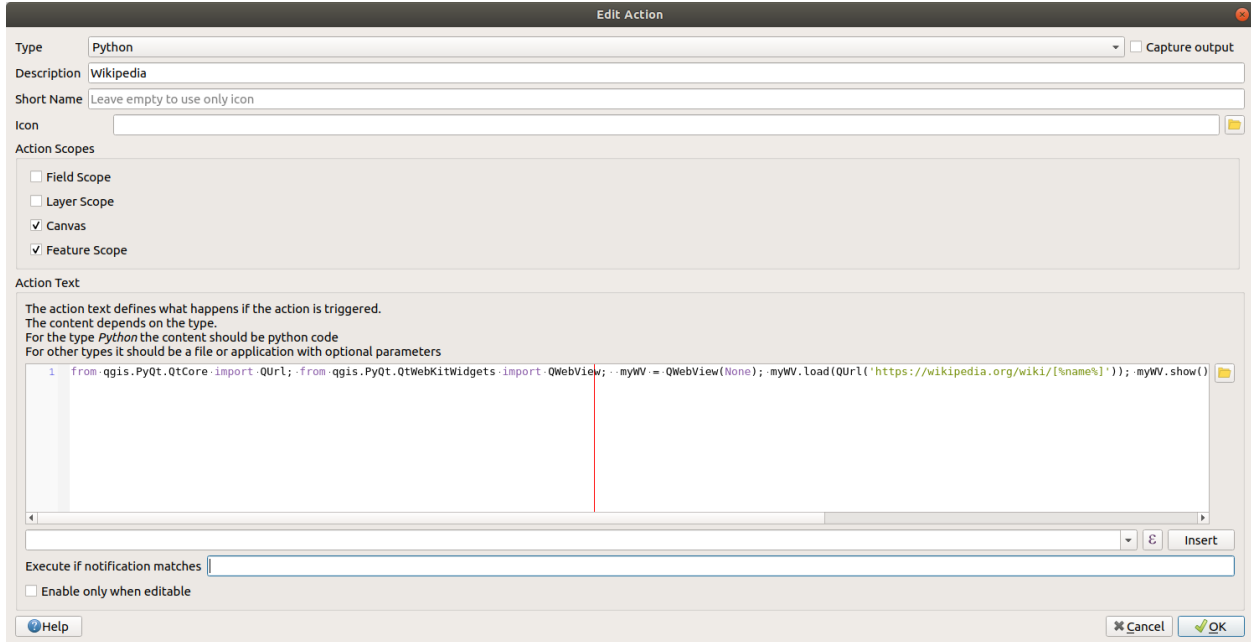 Edit Action
Type Python Capture output
Description Wikipedia
Short Name Leave empty to use only icon
Icon
Action Scopes
Field Scope
Layer Scope
Canvas
Feature Scope
Action Text
The action text defines what happens if the action is triggered.
The content depends on the type.
For the type Python the content should be python code
For other types it should be a file or application with optional parameters
1 from·qgis.PyQt.QtCore·import·QUrl;·from·qgis.PyQt.QtWebKitWidgets·import·QWebView;··myWV·=·QWebView(None);·myWV.load(QUrl('https://wikipedia.org/wiki/[%name%]'));·myWV.show()
ε Insert
Execute if notification matches
Enable only when editable
Help Cancel OK